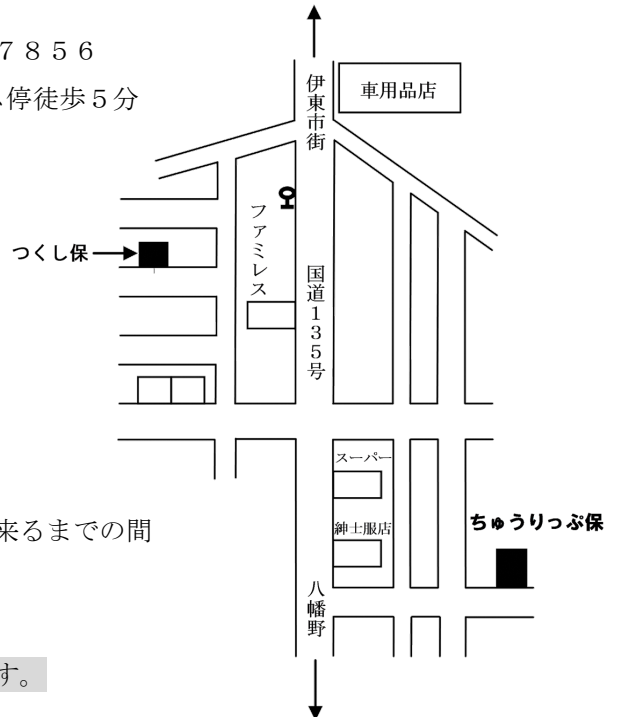 ７８５６
停徒歩５分
伊東市街
車用品店
ファミレス
つくし保
国道１３５号
スーパー
紳士服店
来るまでの間
ちゅうりっぷ保
八幡野
す。